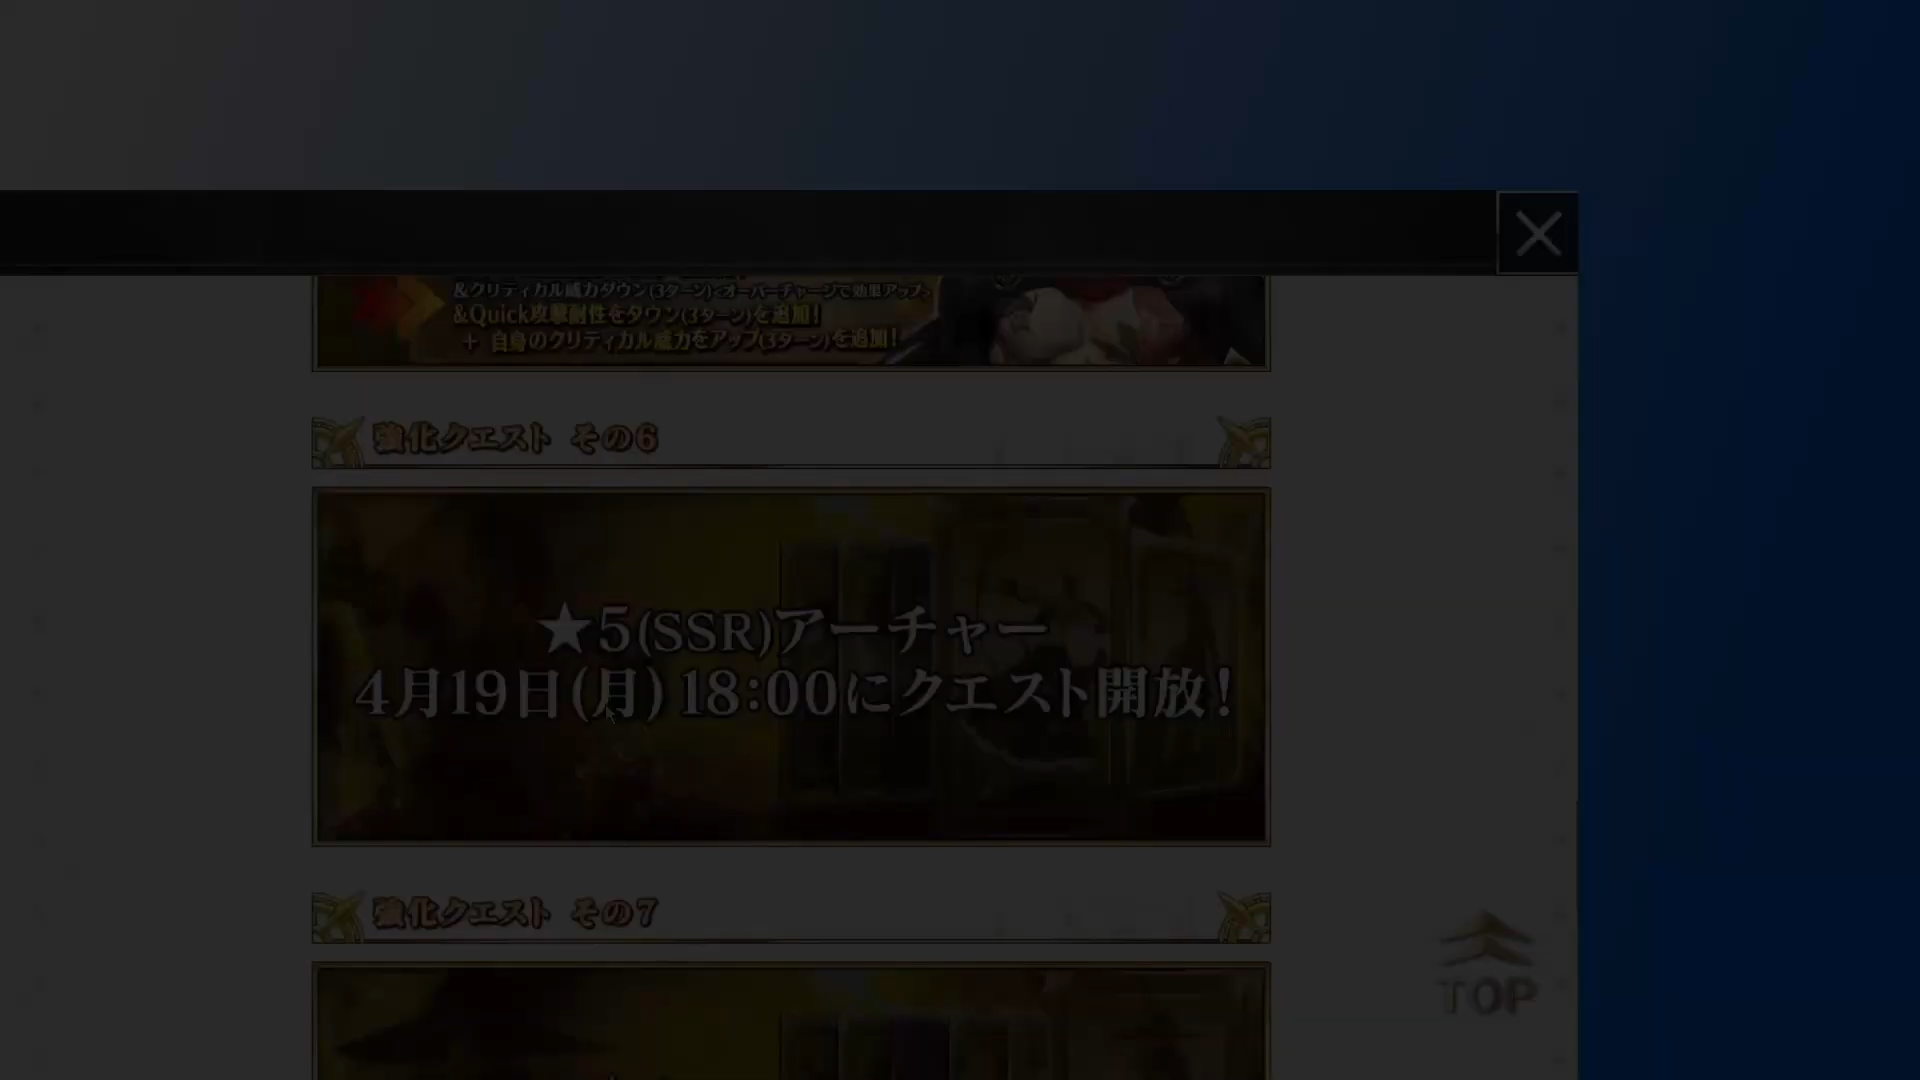 &クリティカル威力ダウン(3ターン)<オーバーチャージで効果アップ>
&Quick攻撃耐性をダウン(3ターン)を追加!
+ 自身のクリティカル威力をアップ(3ターン)を追加!
強化クエスト その6
★5(SSR)アーチャー
4月19日(月) 18:00にクエスト開放!
強化クエスト その7
TOP